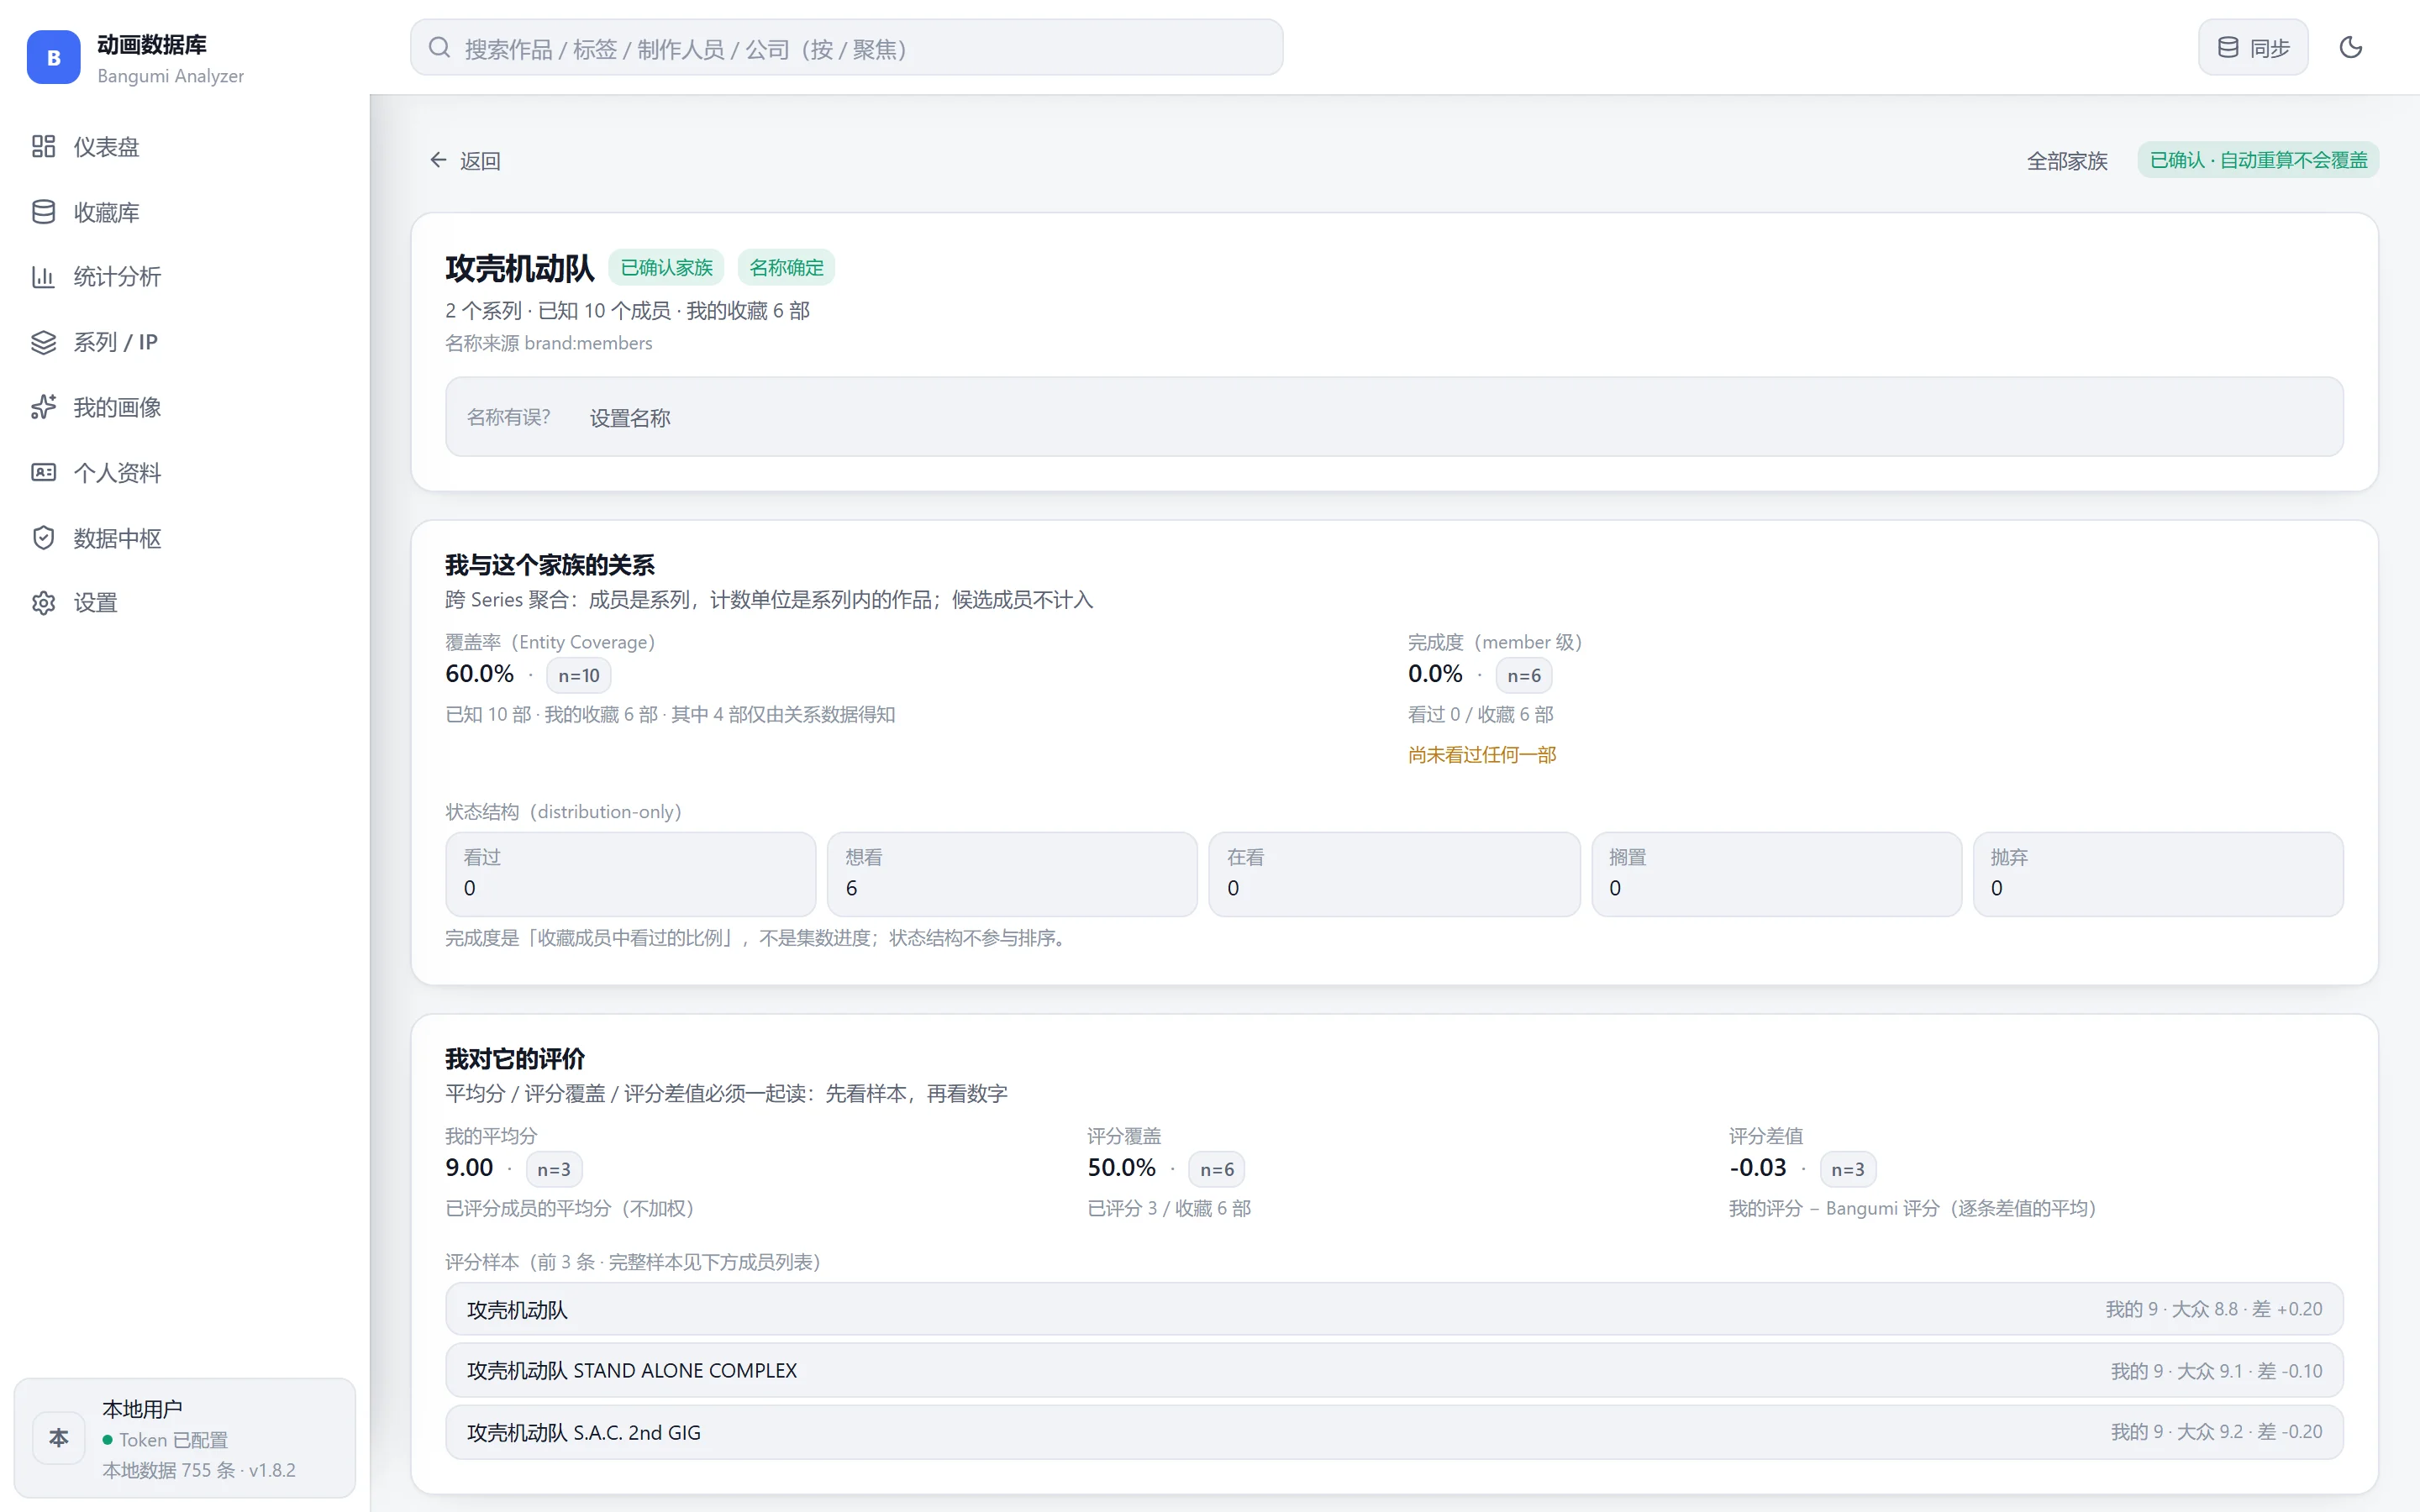 B
动画数据库
Bangumi Analyzer
搜索作品 / 标签 / 制作人员 / 公司（按 / 聚焦）
同步
仪表盘
收藏库
统计分析
系列 / IP
我的画像
个人资料
数据中枢
设置
本
本地用户
Token 已配置
本地数据 755 条 · v1.8.2
返回
全部家族
已确认 · 自动重算不会覆盖
攻壳机动队 已确认家族 名称确定
2 个系列 · 已知 10 个成员 · 我的收藏 6 部
名称来源 brand:members
名称有误？ 设置名称
我与这个家族的关系
跨 Series 聚合：成员是系列，计数单位是系列内的作品；候选成员不计入
覆盖率（Entity Coverage）
60.0% · n=10
已知 10 部 · 我的收藏 6 部 · 其中 4 部仅由关系数据得知
完成度（member 级）
0.0% · n=6
看过 0 / 收藏 6 部
尚未看过任何一部
状态结构（distribution-only）
看过
0
想看
6
在看
0
搁置
0
抛弃
0
完成度是「收藏成员中看过的比例」，不是集数进度；状态结构不参与排序。
我对它的评价
平均分 / 评分覆盖 / 评分差值必须一起读：先看样本，再看数字
我的平均分
9.00 · n=3
已评分成员的平均分（不加权）
评分覆盖
50.0% · n=6
已评分 3 / 收藏 6 部
评分差值
-0.03 · n=3
我的评分 − Bangumi 评分（逐条差值的平均）
评分样本（前 3 条 · 完整样本见下方成员列表）
攻壳机动队 我的 9 · 大众 8.8 · 差 +0.20
攻壳机动队 STAND ALONE COMPLEX 我的 9 · 大众 9.1 · 差 -0.10
攻壳机动队 S.A.C. 2nd GIG 我的 9 · 大众 9.2 · 差 -0.20